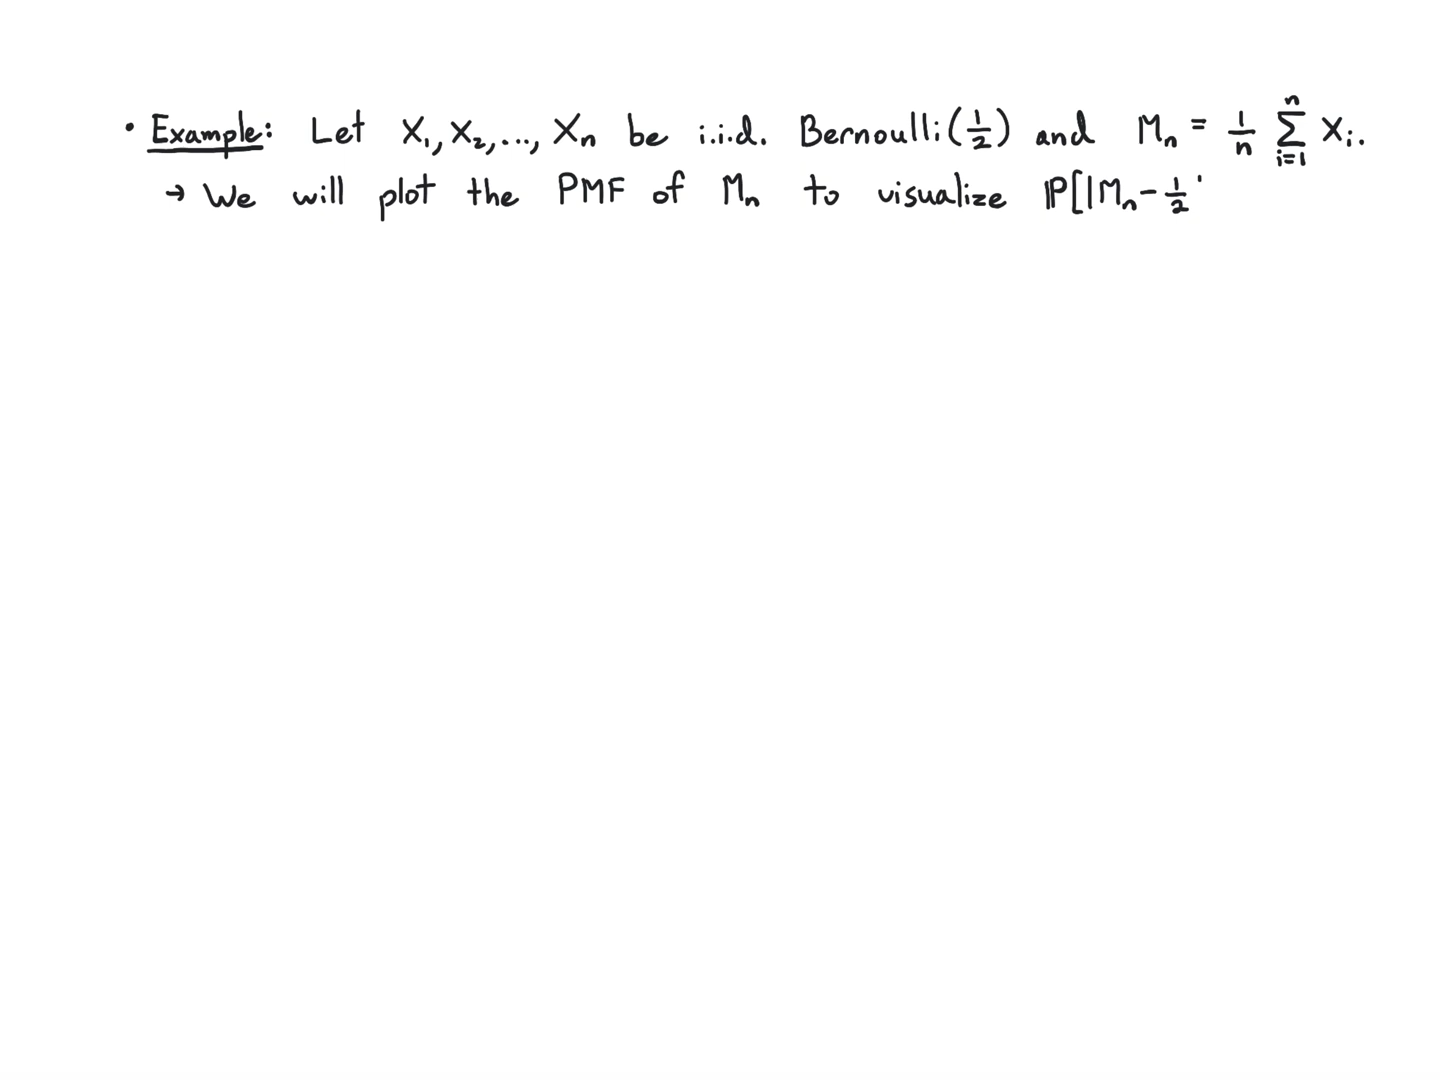 • Example: Let X₁, X₂, ..., Xₙ be i.i.d. Bernoulli(1/2) and Mₙ = 1/n ∑ᵢ₌₁ⁿ Xᵢ.
→ We will plot the PMF of Mₙ to visualize ℙ[|Mₙ - 1/2 '